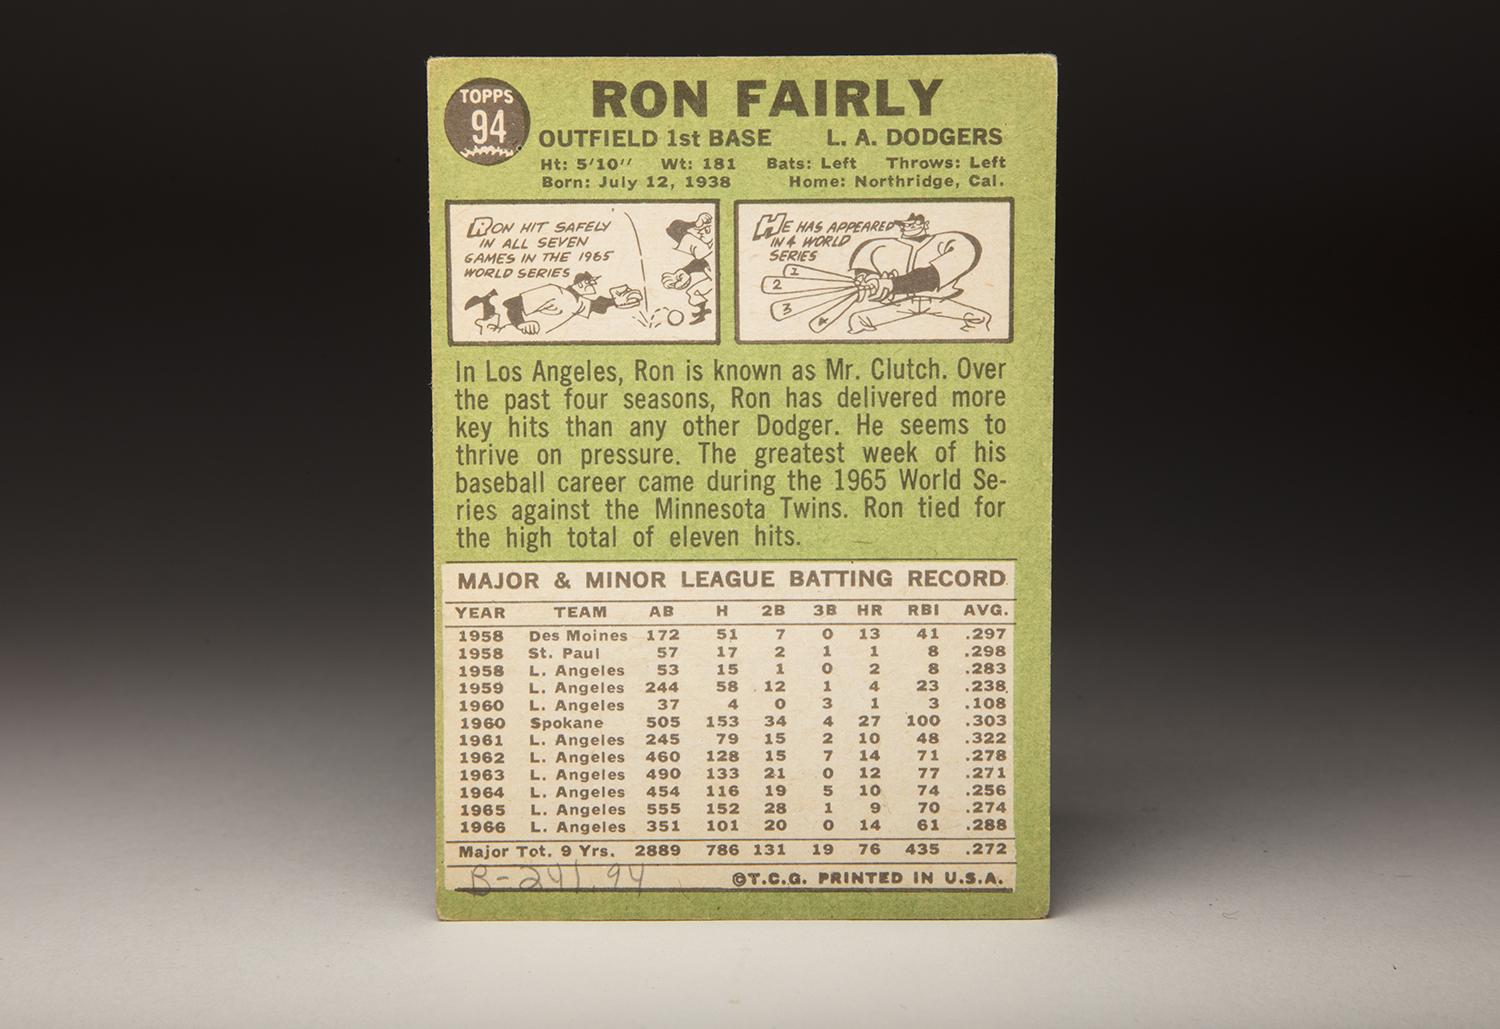 TOPPS
94
RON FAIRLY
OUTFIELD 1st BASE L. A. DODGERS
Ht: 5'10'' Wt: 181 Bats: Left Throws: Left
Born: July 12, 1938 Home: Northridge, Cal.
RON HIT SAFELY
IN ALL SEVEN
GAMES IN THE 1965
WORLD SERIES
HE HAS APPEARED
IN 4 WORLD
SERIES
1
2
3
4
In Los Angeles, Ron is known as Mr. Clutch. Over
the past four seasons, Ron has delivered more
key hits than any other Dodger. He seems to
thrive on pressure. The greatest week of his
baseball career came during the 1965 World Se-
ries against the Minnesota Twins. Ron tied for
the high total of eleven hits.
MAJOR & MINOR LEAGUE BATTING RECORD
YEAR TEAM AB H 2B 3B HR RBI AVG.
1958 Des Moines 172 51 7 0 13 41 .297
1958 St. Paul 57 17 2 1 1 8 .298
1958 L. Angeles 53 15 1 0 2 8 .283
1959 L. Angeles 244 58 12 1 4 23 .238
1960 L. Angeles 37 4 0 3 1 3 .108
1960 Spokane 505 153 34 4 27 100 .303
1961 L. Angeles 245 79 15 2 10 48 .322
1962 L. Angeles 460 128 15 7 14 71 .278
1963 L. Angeles 490 133 21 0 12 77 .271
1964 L. Angeles 454 116 19 5 10 74 .256
1965 L. Angeles 555 152 28 1 9 70 .274
1966 L. Angeles 351 101 20 0 14 61 .288
Major Tot. 9 Yrs. 2889 786 131 19 76 435 .272
B-241.94
©T.C.G. PRINTED IN U.S.A.